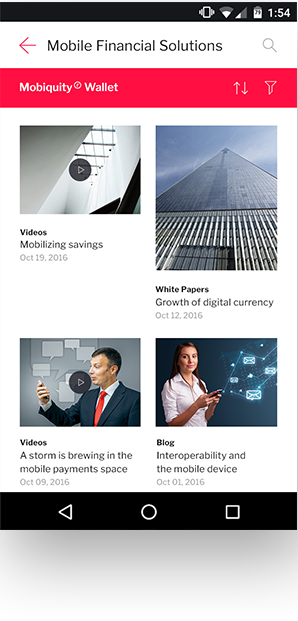 1:54
Mobile Financial Solutions
Mobiquity Wallet
Videos
Mobilizing savings
Oct 19, 2016
White Papers
Growth of digital currency
Oct 12, 2016
Videos
A storm is brewing in the
mobile payments space
Oct 09, 2016
Blog
Interoperability and
the mobile device
Oct 01, 2016